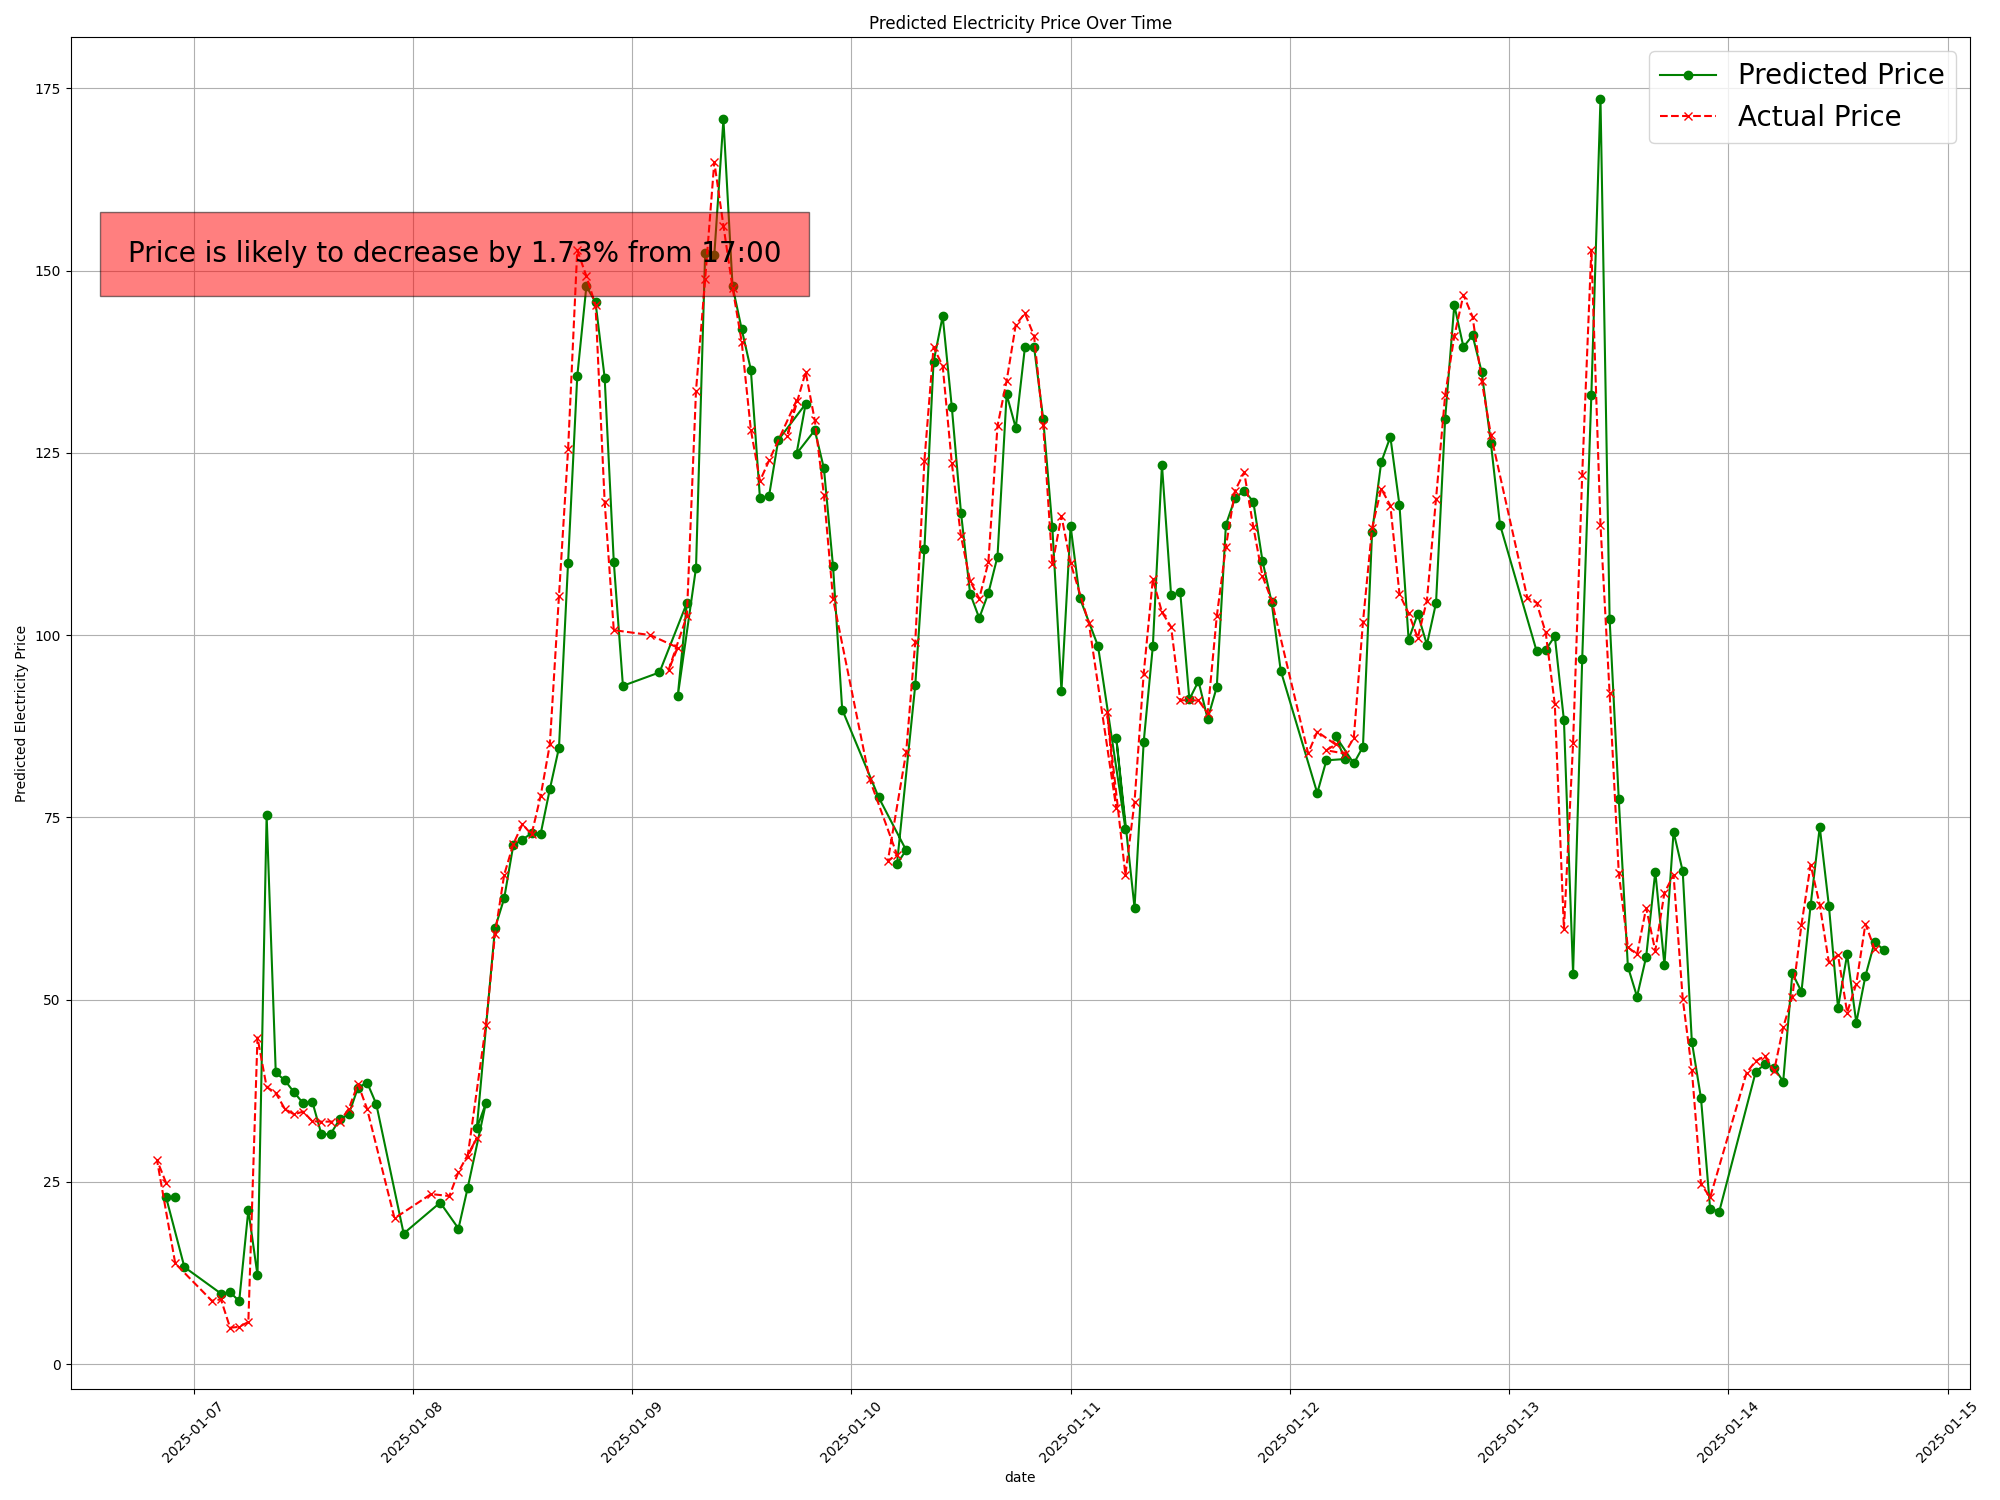 Predicted Electricity Price Over Time
Predicted Price
Actual Price
Price is likely to decrease by 1.73% from 17:00
Predicted Electricity Price
175
150
125
100
75
50
25
0
2025-01-07
2025-01-08
2025-01-09
2025-01-10
2025-01-11
2025-01-12
2025-01-13
2025-01-14
2025-01-15
date